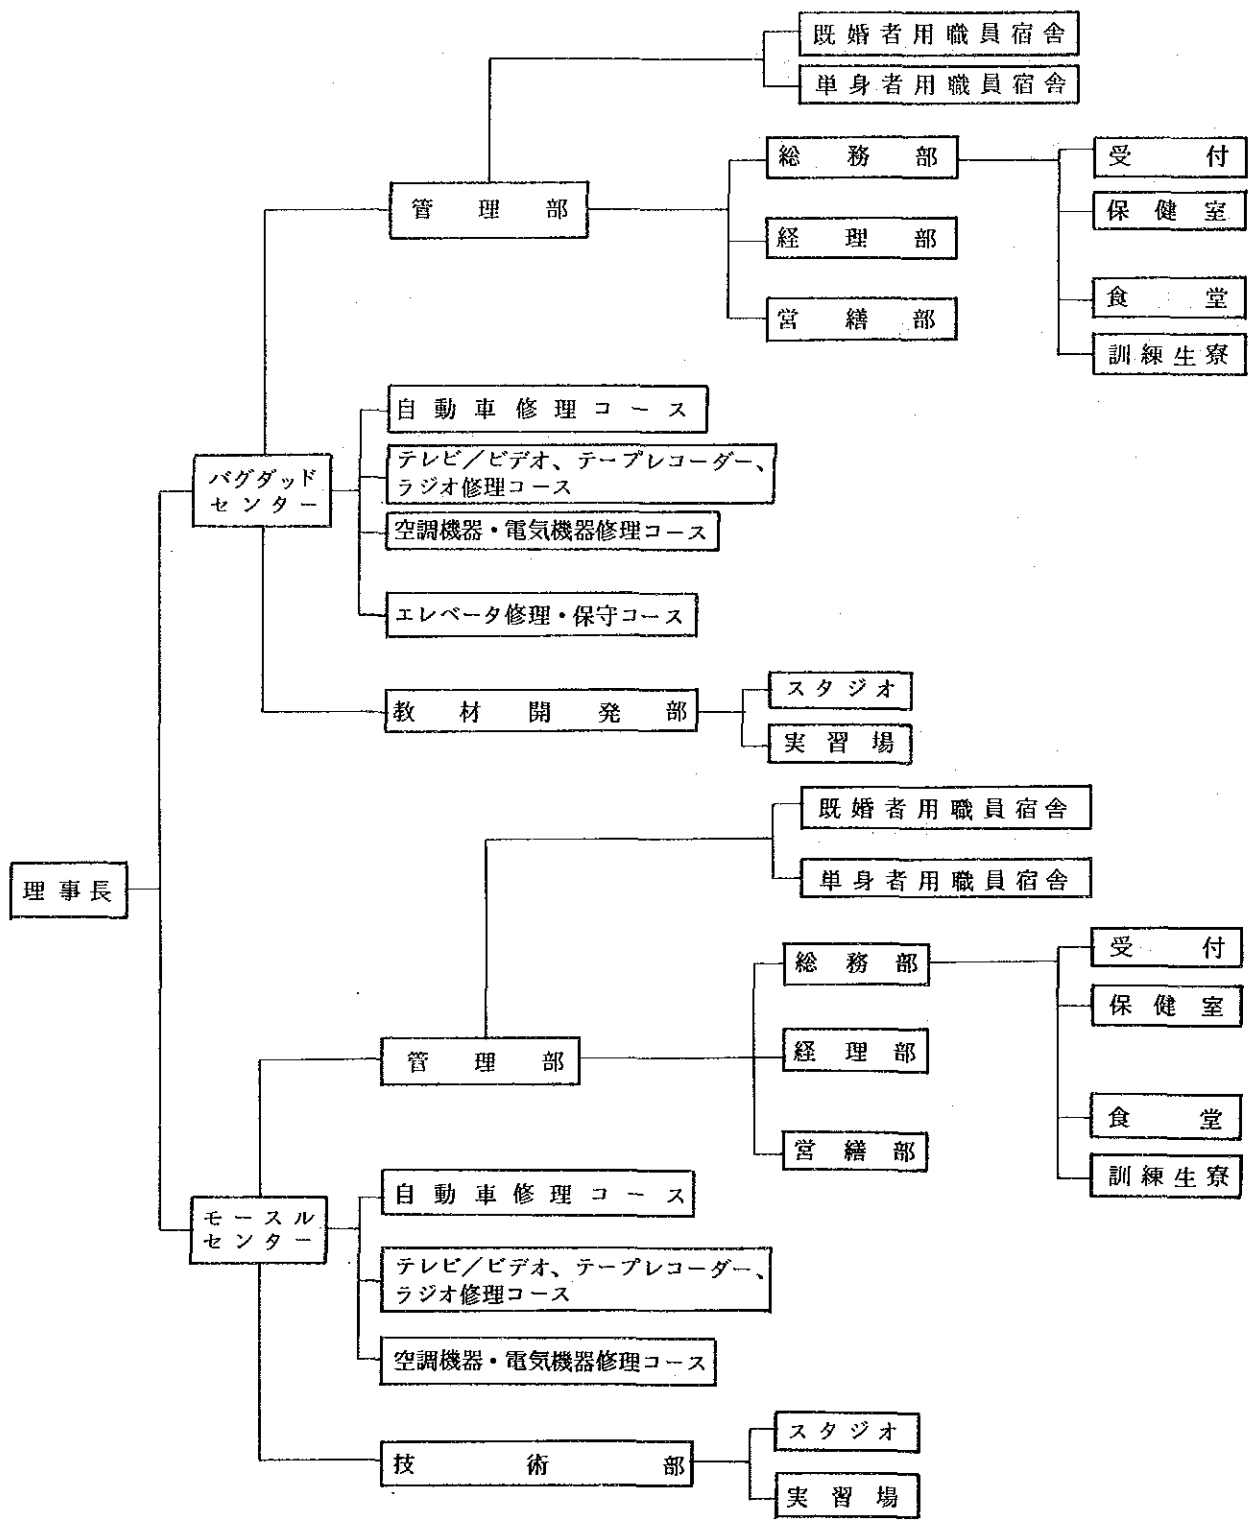 既婚者用職員宿舎
単身者用職員宿舎
総務部
受付
管理部
保健室
経理部
食堂
営繕部
訓練生寮
自動車修理コース
テレビ/ビデオ、テープレコーダー、
ラジオ修理コース
バグダッド
センター
空調機器・電気機器修理コース
エレベータ修理・保守コース
教材開発部
スタジオ
実習場
理事長
既婚者用職員宿舎
単身者用職員宿舎
総務部
受付
保健室
管理部
経理部
食堂
営繕部
訓練生寮
モースル
センター
自動車修理コース
テレビ/ビデオ、テープレコーダー、
ラジオ修理コース
空調機器・電気機器修理コース
技術部
スタジオ
実習場